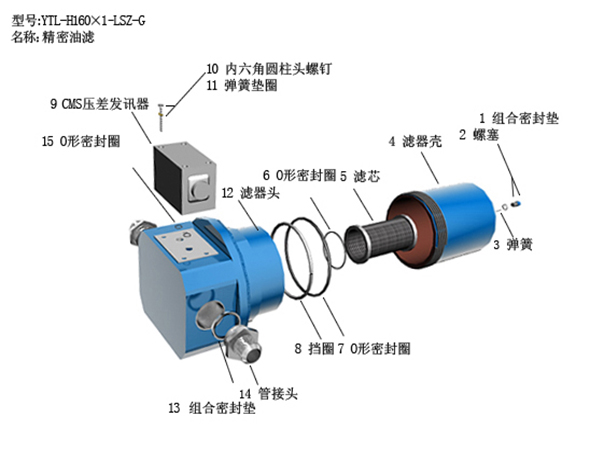 型号:YTL-H160×1-LSZ-G
名称:精密油滤
10 内六角圆柱头螺钉
11 弹簧垫圈
9 CMS压差发讯器
15 O形密封圈
1 组合密封垫
2 螺塞
4 滤器壳
6 O形密封圈
5 滤芯
12 滤器头
3 弹簧
8 挡圈
7 O形密封圈
14 管接头
13 组合密封垫